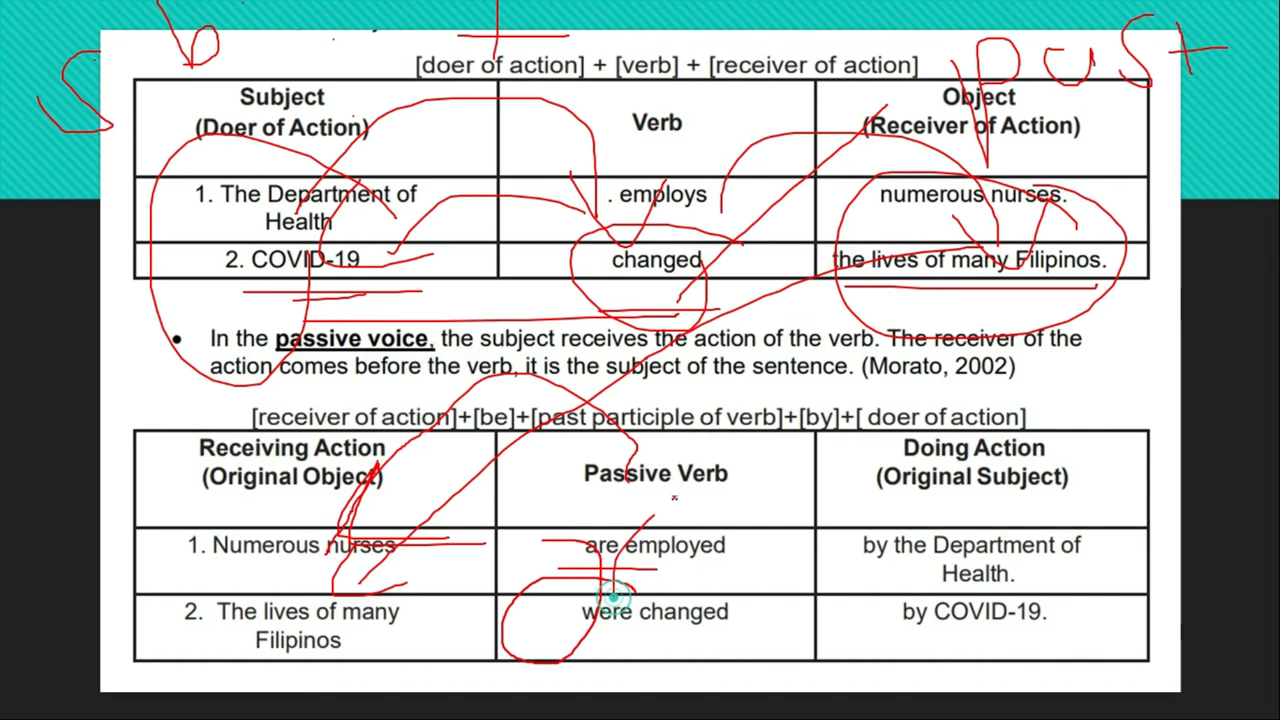 past
[doer of action] + [verb] + [receiver of action]
Subject
(Doer of Action)
Verb
Object
(Receiver of Action)
1. The Department of
Health
. employs
numerous nurses.
2. COVID-19
changed
the lives of many Filipinos.
• In the passive voice, the subject receives the action of the verb. The receiver of the
action comes before the verb, it is the subject of the sentence. (Morato, 2002)
[receiver of action]+[be]+[past participle of verb]+[by]+[ doer of action]
Receiving Action
(Original Object)
Passive Verb
Doing Action
(Original Subject)
1. Numerous nurses
are employed
by the Department of
Health.
2. The lives of many
Filipinos
were changed
by COVID-19.